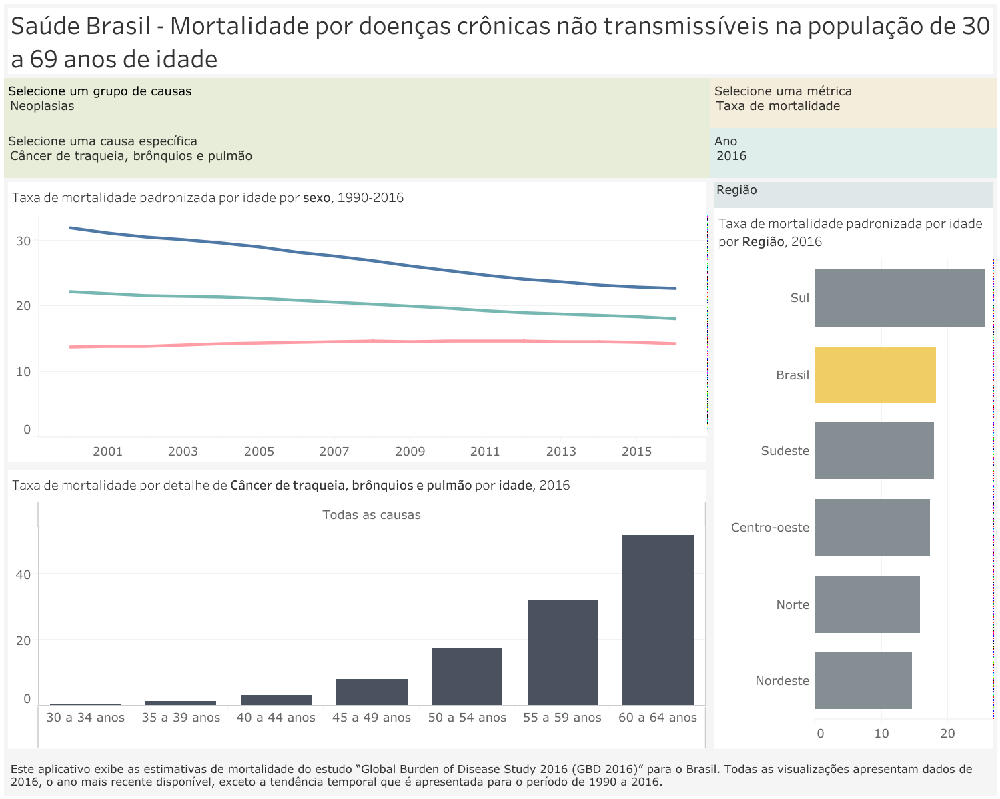 Saúde Brasil - Mortalidade por doenças crônicas não transmissíveis na população de 30
a 69 anos de idade
Selecione um grupo de causas
Neoplasias
Selecione uma causa específica
Câncer de traqueia, brônquios e pulmão
Selecione uma métrica
Taxa de mortalidade
Ano
2016
Taxa de mortalidade padronizada por idade por sexo, 1990-2016
30
20
10
0
2001 2003 2005 2007 2009 2011 2013 2015
Taxa de mortalidade por detalhe de Câncer de traqueia, brônquios e pulmão por idade, 2016
Todas as causas
40
20
0
30 a 34 anos 35 a 39 anos 40 a 44 anos 45 a 49 anos 50 a 54 anos 55 a 59 anos 60 a 64 anos
Região
Taxa de mortalidade padronizada por idade
por Região, 2016
Sul
Brasil
Sudeste
Centro-oeste
Norte
Nordeste
0 10 20
Este aplicativo exibe as estimativas de mortalidade do estudo “Global Burden of Disease Study 2016 (GBD 2016)” para o Brasil. Todas as visualizações apresentam dados de
2016, o ano mais recente disponível, exceto a tendência temporal que é apresentada para o período de 1990 a 2016.